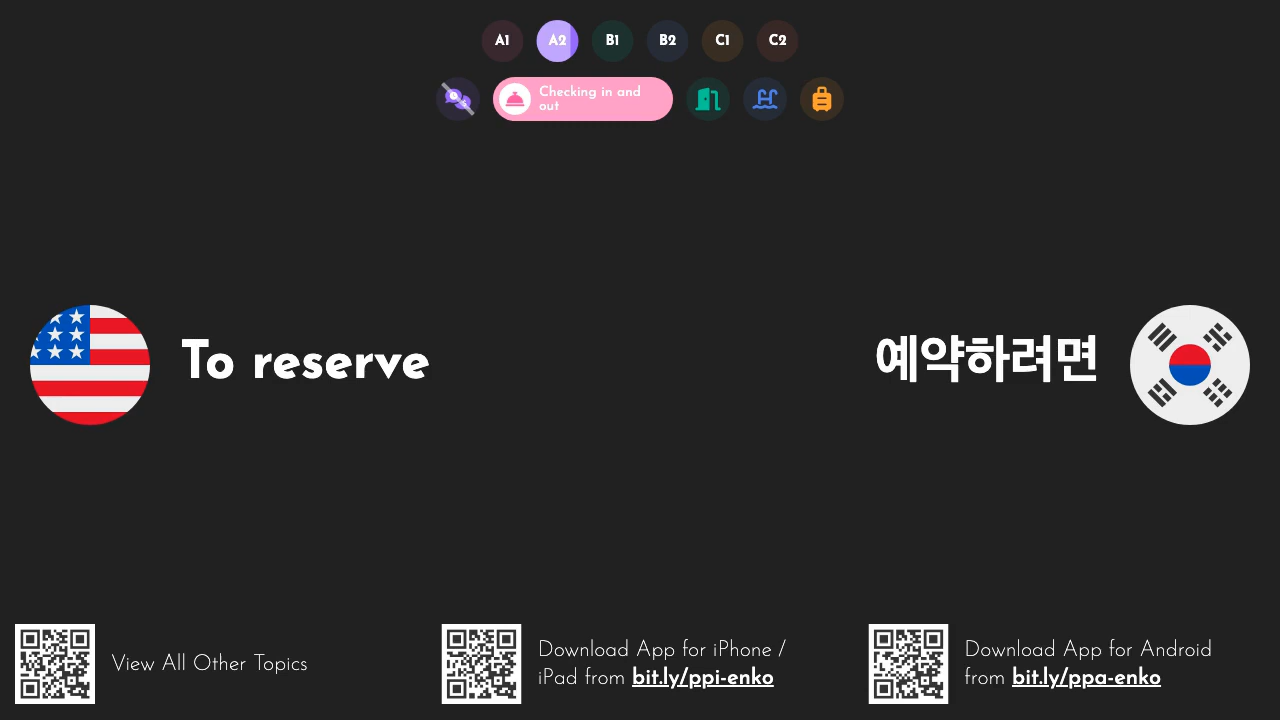 A1 A2 B1 B2 C1 C2
Checking in and
out
To reserve
예약하려면
View All Other Topics
Download App for iPhone /
iPad from bit.ly/ppi-enko
Download App for Android
from bit.ly/ppa-enko